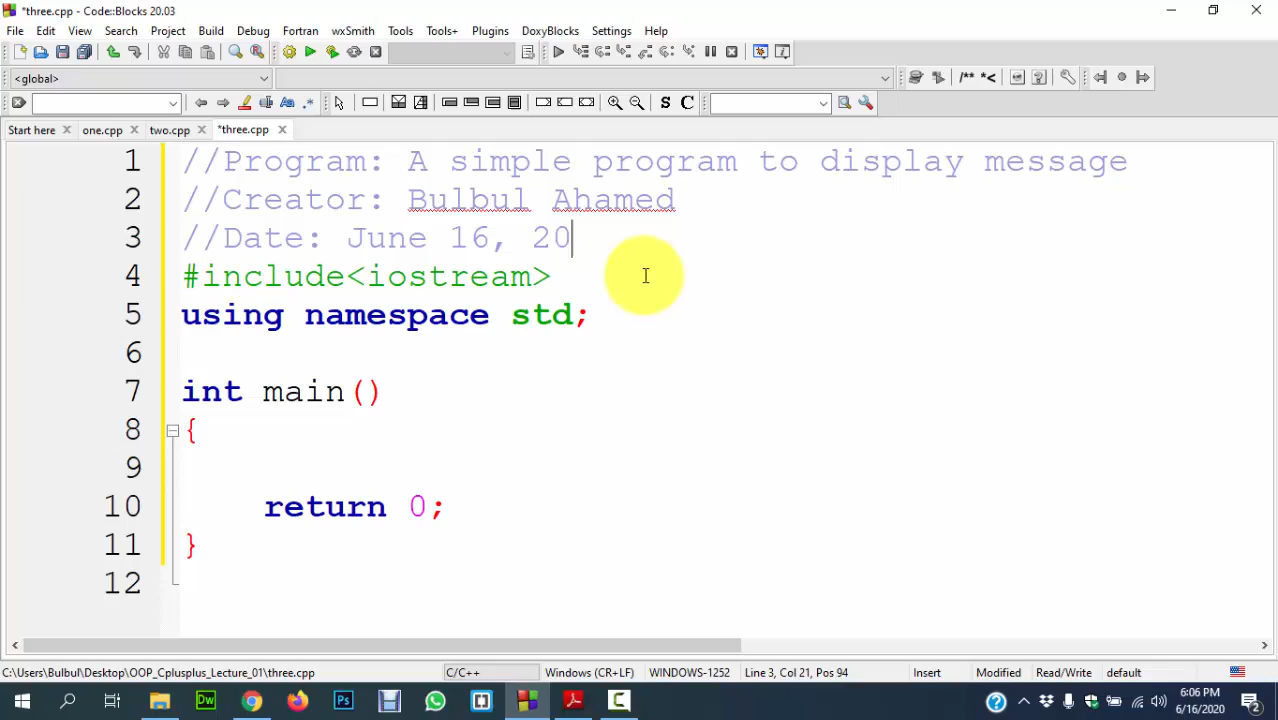 *three.cpp - Code::Blocks 20.03
File Edit View Search Project Build Debug Fortran wxSmith Tools Tools+ Plugins DoxyBlocks Settings Help
<global>
/** *<
S C
Start here one.cpp two.cpp *three.cpp
1 //Program: A simple program to display message
2 //Creator: Bulbul Ahamed
3 //Date: June 16, 20
4 #include<iostream>
5 using namespace std;
6
7 int main()
8 {
9
10 return 0;
11 }
12
C:\Users\Bulbul\Desktop\OOP_Cplusplus_Lecture_01\three.cpp C/C++ Windows (CR+LF) WINDOWS-1252 Line 3, Col 21, Pos 94 Insert Modified Read/Write default
Dw Ps 6:06 PM
6/16/2020 2